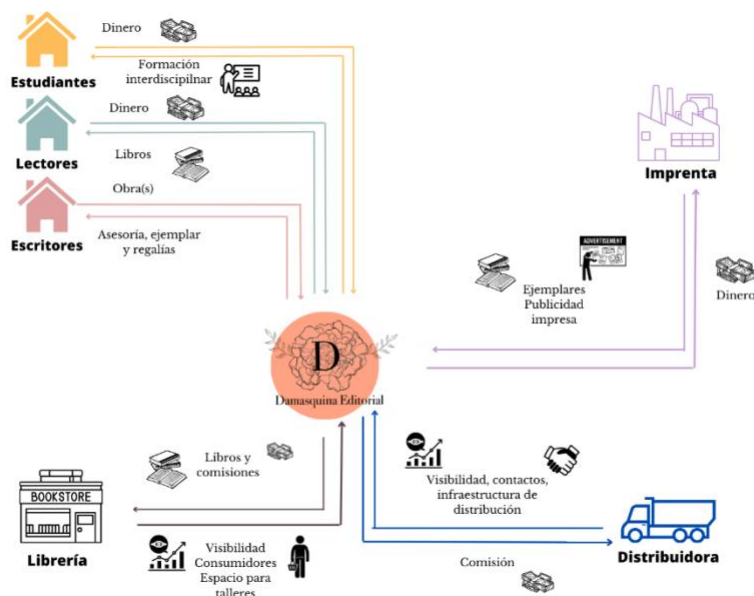 Dinero
Estudiantes
Formación
interdiscipilnar
Dinero
Lectores
Libros
Obra(s)
Escritores
Asesoría, ejemplar
y regalías
Imprenta
ADVERTISEMENT
Ejemplares
Publicidad
impresa
Dinero
D
Damasquina Editorial
Libros y
comisiones
BOOKSTORE
Librería
Visibilidad
Consumidores
Espacio para
talleres
Visibilidad, contactos,
infraestructura de
distribución
Distribuidora
Comisión